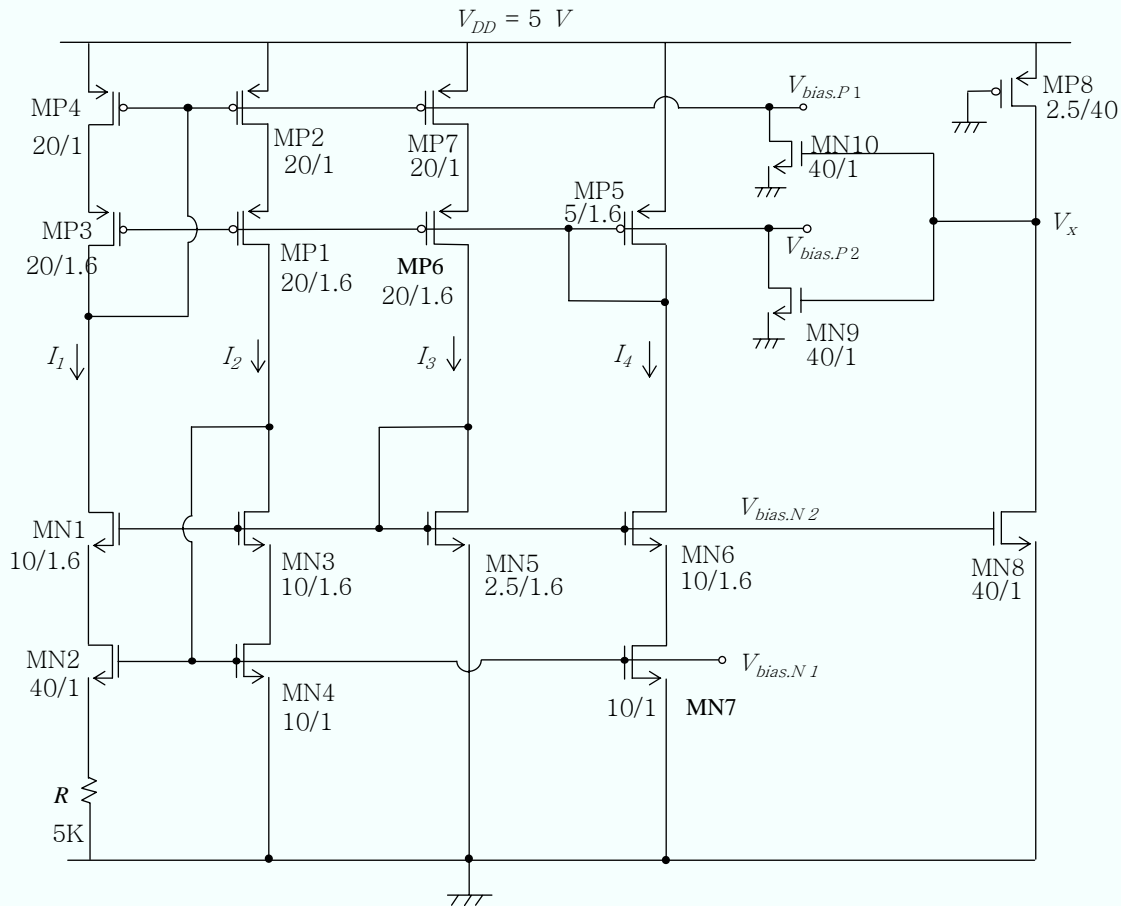 V_DD = 5 V
MP4
20/1
MP2
20/1
MP7
20/1
V_bias.P1
MP8
2.5/40
MN10
40/1
MP5
5/1.6
MP3
20/1.6
MP1
20/1.6
MP6
20/1.6
V_bias.P2
V_x
MN9
40/1
I_1
I_2
I_3
I_4
MN1
10/1.6
MN3
10/1.6
MN5
2.5/1.6
MN6
10/1.6
V_bias.N2
MN8
40/1
MN2
40/1
MN4
10/1
10/1
MN7
V_bias.N1
R
5K